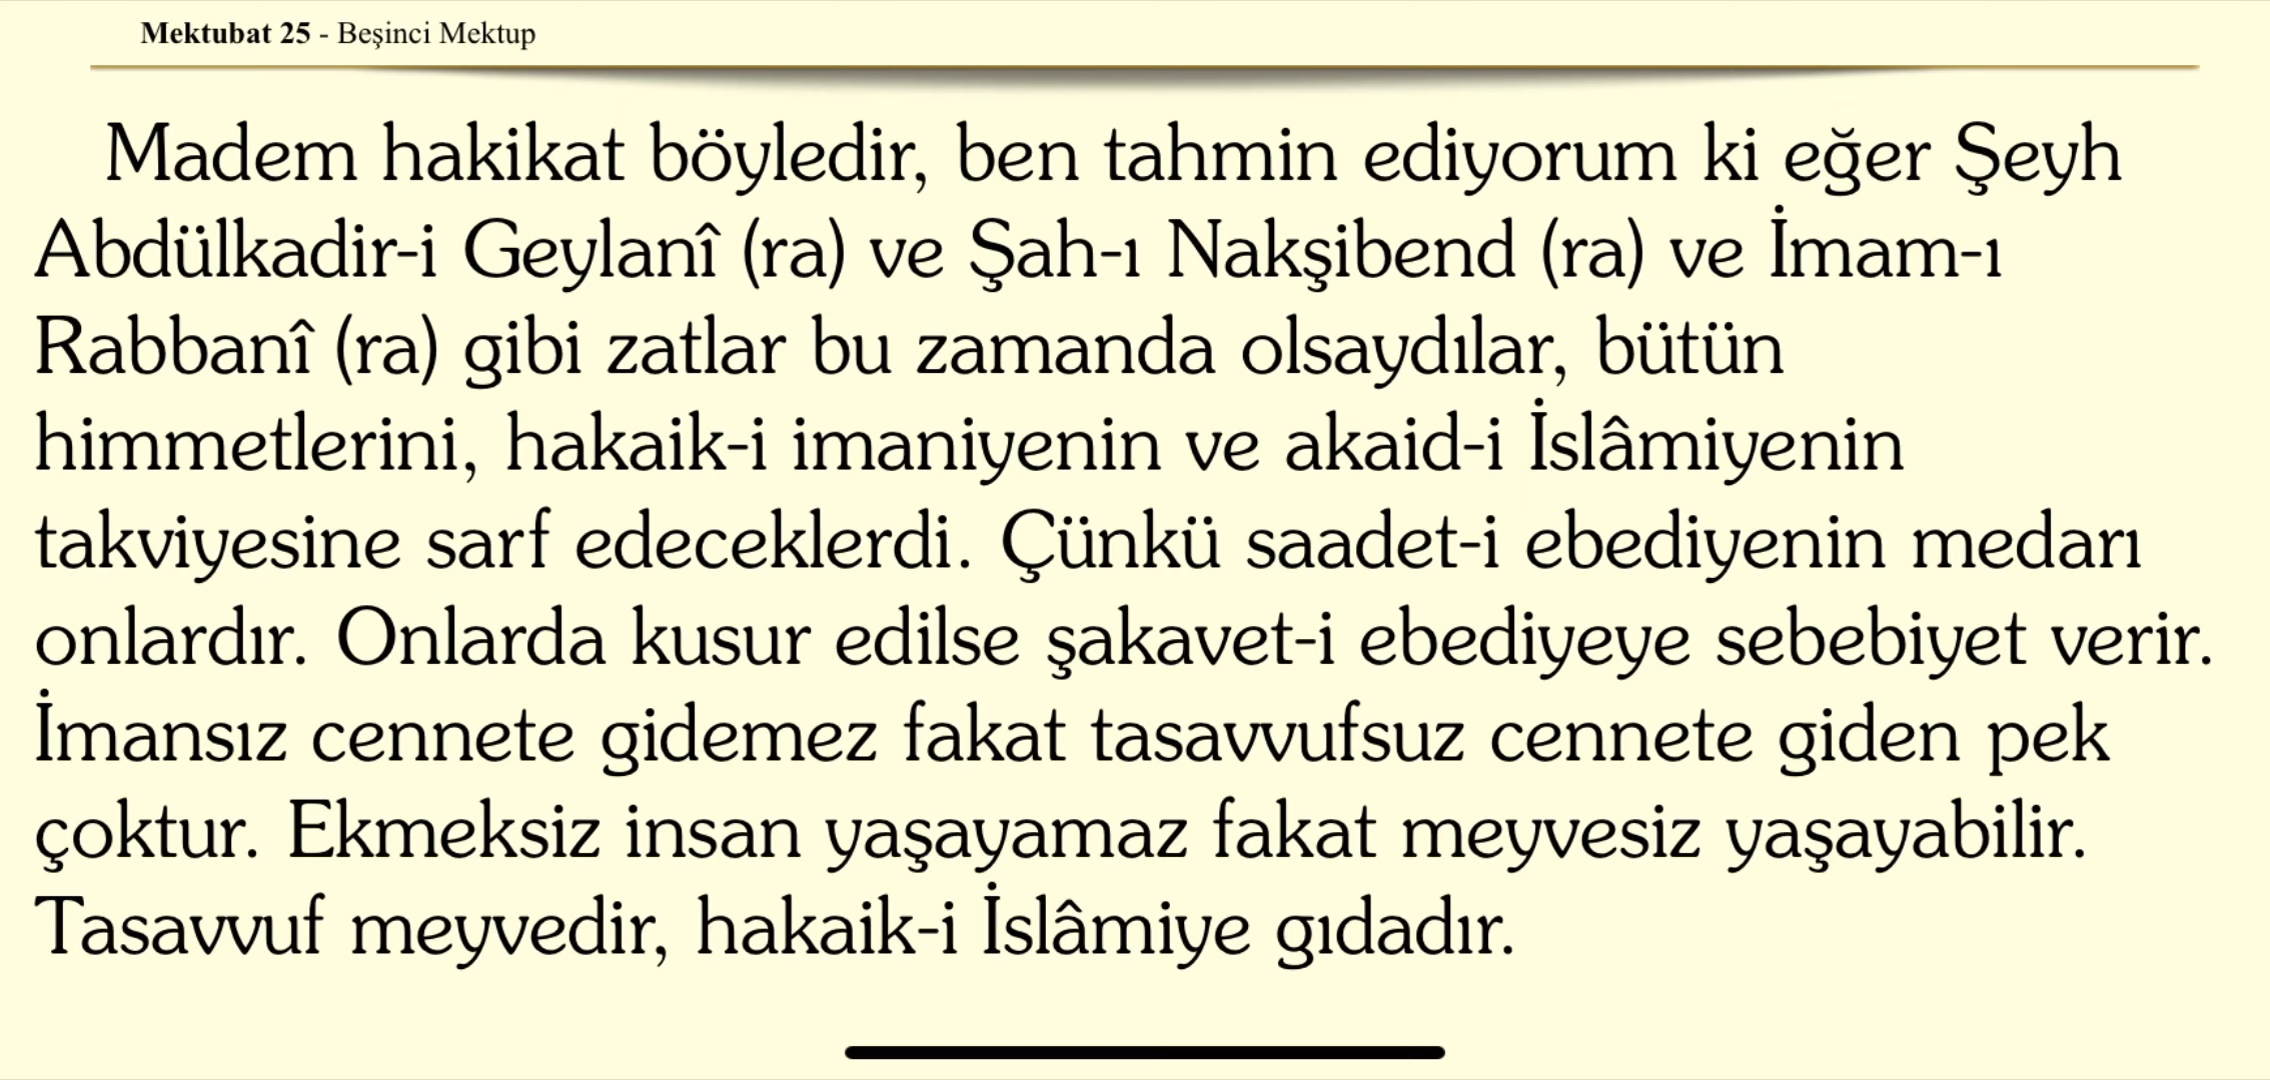 Mektubat 25 - Beşinci Mektup
Madem hakikat böyledir, ben tahmin ediyorum ki eğer Şeyh
Abdülkadir-i Geylanî (ra) ve Şah-ı Nakşibend (ra) ve İmam-ı
Rabbanî (ra) gibi zatlar bu zamanda olsaydılar, bütün
himmetlerini, hakaik-i imaniyenin ve akaid-i İslâmiyenin
takviyesine sarf edeceklerdi. Çünkü saadet-i ebediyenin medarı
onlardır. Onlarda kusur edilse şakavet-i ebediyeye sebebiyet verir.
İmansız cennete gidemez fakat tasavvufsuz cennete giden pek
çoktur. Ekmeksiz insan yaşayamaz fakat meyvesiz yaşayabilir.
Tasavvuf meyvedir, hakaik-i İslâmiye gıdadır.